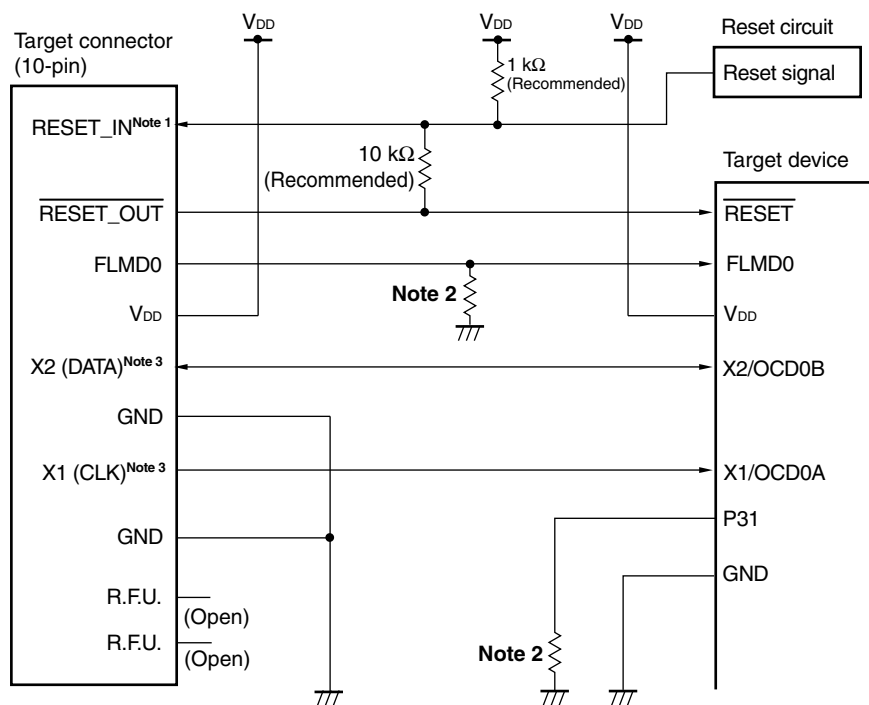 VDD
VDD
VDD
Reset circuit
Target connector
(10-pin)
1 kΩ
(Recommended)
Reset signal
RESET_IN Note 1
10 kΩ
(Recommended)
Target device
RESET_OUT
RESET
FLMD0
FLMD0
Note 2
VDD
VDD
X2 (DATA) Note 3
X2/OCD0B
GND
X1 (CLK) Note 3
X1/OCD0A
P31
GND
GND
R.F.U.
(Open)
R.F.U.
(Open)
Note 2